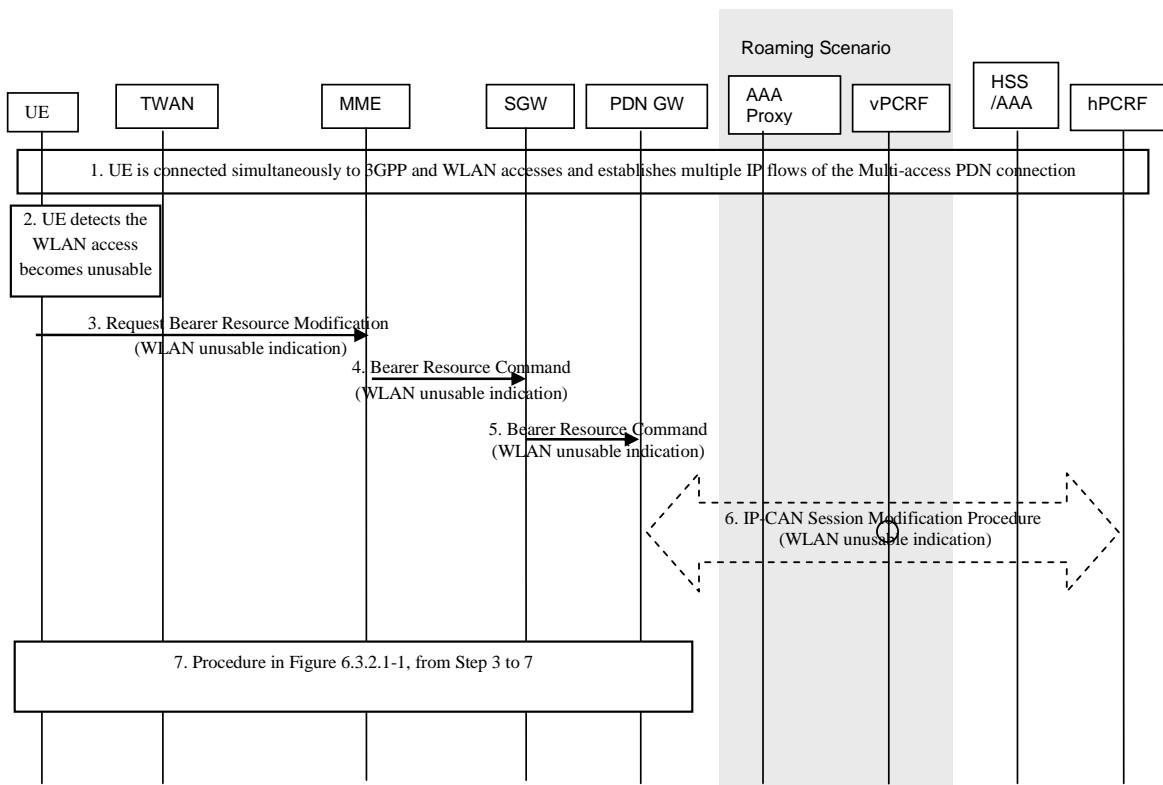 Roaming Scenario
UE
TWAN
MME
SGW
PDN GW
AAA
Proxy
vPCRF
HSS
/AAA
hPCRF
1. UE is connected simultaneously to 3GPP and WLAN accesses and establishes multiple IP flows of the Multi-access PDN connection
2. UE detects the
WLAN access
becomes unusable
3. Request Bearer Resource Modification
(WLAN unusable indication)
4. Bearer Resource Command
(WLAN unusable indication)
5. Bearer Resource Command
(WLAN unusable indication)
6. IP-CAN Session Modification Procedure
(WLAN unusable indication)
7. Procedure in Figure 6.3.2.1-1, from Step 3 to 7